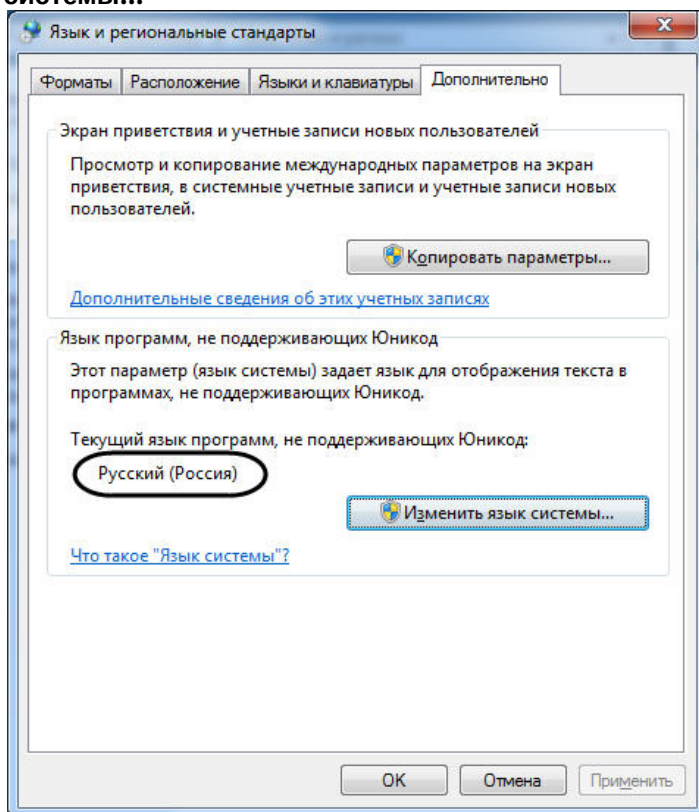 системы...
Язык и региональные стандарты
Форматы Расположение Языки и клавиатуры Дополнительно
Экран приветствия и учетные записи новых пользователей
Просмотр и копирование международных параметров на экран
приветствия, в системные учетные записи и учетные записи новых
пользователей.
Копировать параметры...
Дополнительные сведения об этих учетных записях
Язык программ, не поддерживающих Юникод
Этот параметр (язык системы) задает язык для отображения текста в
программах, не поддерживающих Юникод.
Текущий язык программ, не поддерживающих Юникод:
Русский (Россия)
Изменить язык системы...
Что такое "Язык системы"?
OK Отмена Применить